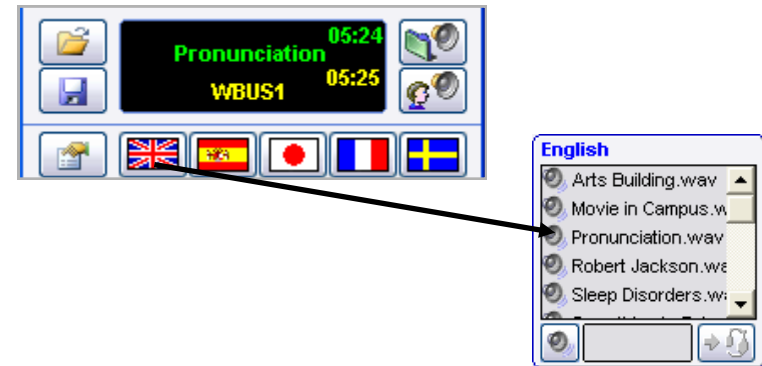 05:24
Pronunciation
05:25
WBUS1
English
Arts Building.wav
Movie in Campus.w
Pronunciation.wav
Robert Jackson.wa
Sleep Disorders.wa